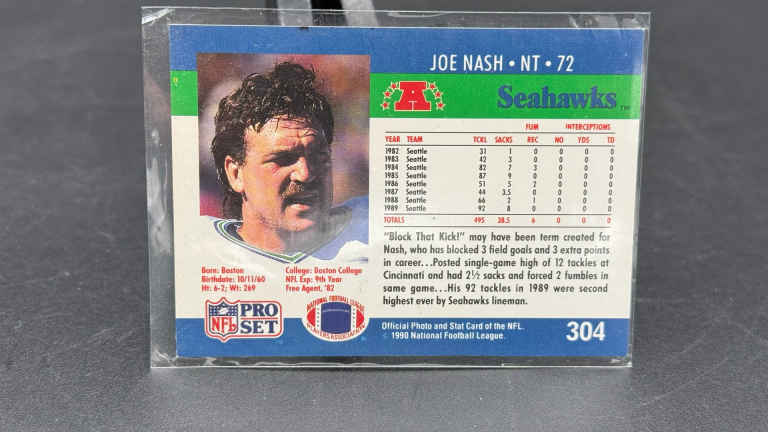 JOE NASH • NT • 72
A
Seahawks™
FUM INTERCEPTIONS
YEAR TEAM TCKL SACKS REC NO YDS TD
1982 Seattle 31 1 0 0 0 0
1983 Seattle 42 3 0 0 0 0
1984 Seattle 82 7 3 0 0 0
1985 Seattle 87 9 0 0 0 0
1986 Seattle 51 5 2 0 0 0
1987 Seattle 44 3.5 0 0 0 0
1988 Seattle 66 2 1 0 0 0
1989 Seattle 92 8 0 0 0 0
TOTALS 495 38.5 6 0 0 0
"Block That Kick!" may have been term created for
Nash, who has blocked 3 field goals and 3 extra points
in career...Posted single-game high of 12 tackles at
Cincinnati and had 2½ sacks and forced 2 fumbles in
same game...His 92 tackles in 1989 were second
highest ever by Seahawks lineman.
Born: Boston
Birthdate: 10/11/60
Ht: 6-2; Wt: 269
College: Boston College
NFL Exp: 9th Year
Free Agent, '82
NFL
PRO
SET
NATIONAL FOOTBALL LEAGUE
PLAYERS ASSOCIATION
Official Photo and Stat Card of the NFL.
© 1990 National Football League.
304